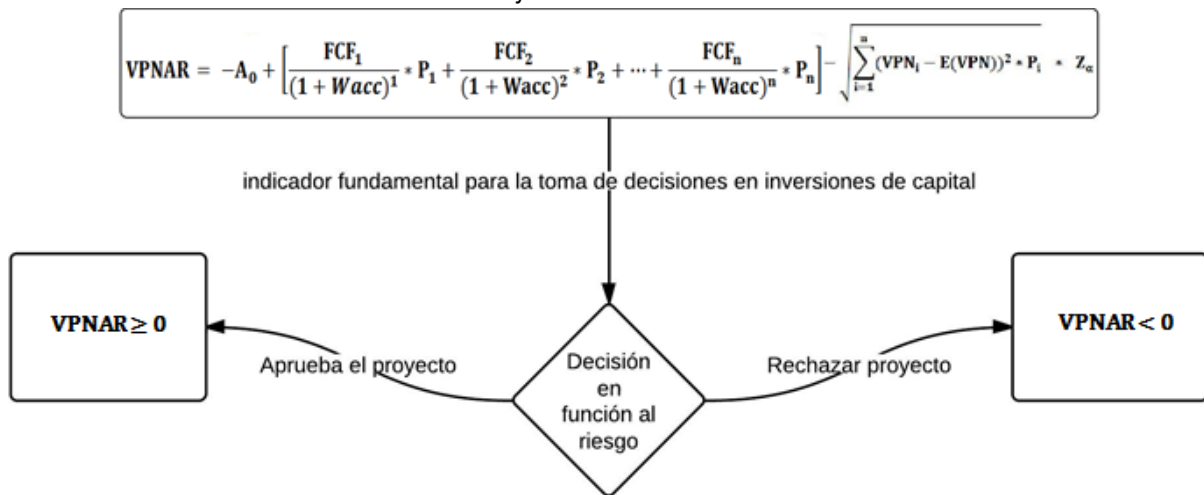 VPNAR = −A₀ + [FCF₁/(1 + Wacc)¹ * P₁ + FCF₂/(1 + Wacc)² * P₂ + ⋯ + FCFₙ/(1 + Wacc)ⁿ * Pₙ] − √(∑ᵢ₌₁ⁿ(VPNᵢ − E(VPN))² * Pᵢ) * Zα
indicador fundamental para la toma de decisiones en inversiones de capital
VPNAR ≥ 0
Aprueba el proyecto
Decisión
en
función al
riesgo
Rechazar proyecto
VPNAR < 0